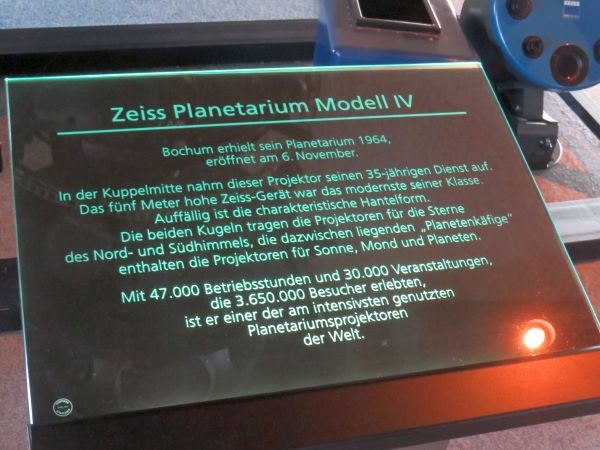 Zeiss Planetarium Modell IV
Bochum erhielt sein Planetarium 1964,
eröffnet am 6. November.
In der Kuppelmitte nahm dieser Projektor seinen 35-jährigen Dienst auf.
Das fünf Meter hohe Zeiss-Gerät war das modernste seiner Klasse.
Auffällig ist die charakteristische Hantelform.
Die beiden Kugeln tragen die Projektoren für die Sterne
des Nord- und Südhimmels, die dazwischen liegenden „Planetenkäfige“
enthalten die Projektoren für Sonne, Mond und Planeten.
Mit 47.000 Betriebsstunden und 30.000 Veranstaltungen,
die 3.650.000 Besucher erlebten,
ist er einer der am intensivsten genutzten
Planetariumsprojektoren
der Welt.